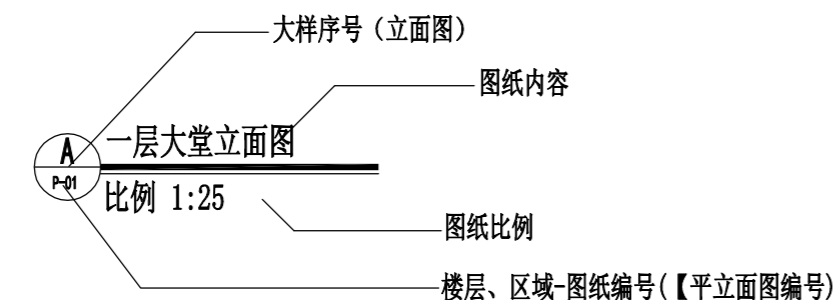 大样序号（立面图）
图纸内容
A
一层大堂立面图
P-01
比例 1:25
图纸比例
楼层、区域-图纸编号(【平立面图编号)